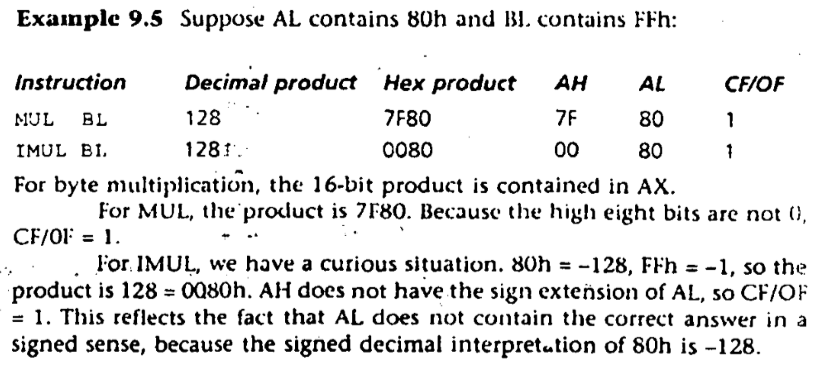 Example 9.5 Suppose AL contains 80h and BL contains FFh:
Instruction Decimal product Hex product AH AL CF/OF
MUL BL 128 7F80 7F 80 1
IMUL BL 128 0080 00 80 1
For byte multiplication, the 16-bit product is contained in AX.
For MUL, the product is 7F80. Because the high eight bits are not 0,
CF/OF = 1.
For IMUL, we have a curious situation. 80h = -128, FFh = -1, so the
product is 128 = 0080h. AH does not have the sign extension of AL, so CF/OF
= 1. This reflects the fact that AL does not contain the correct answer in a
signed sense, because the signed decimal interpretation of 80h is -128.